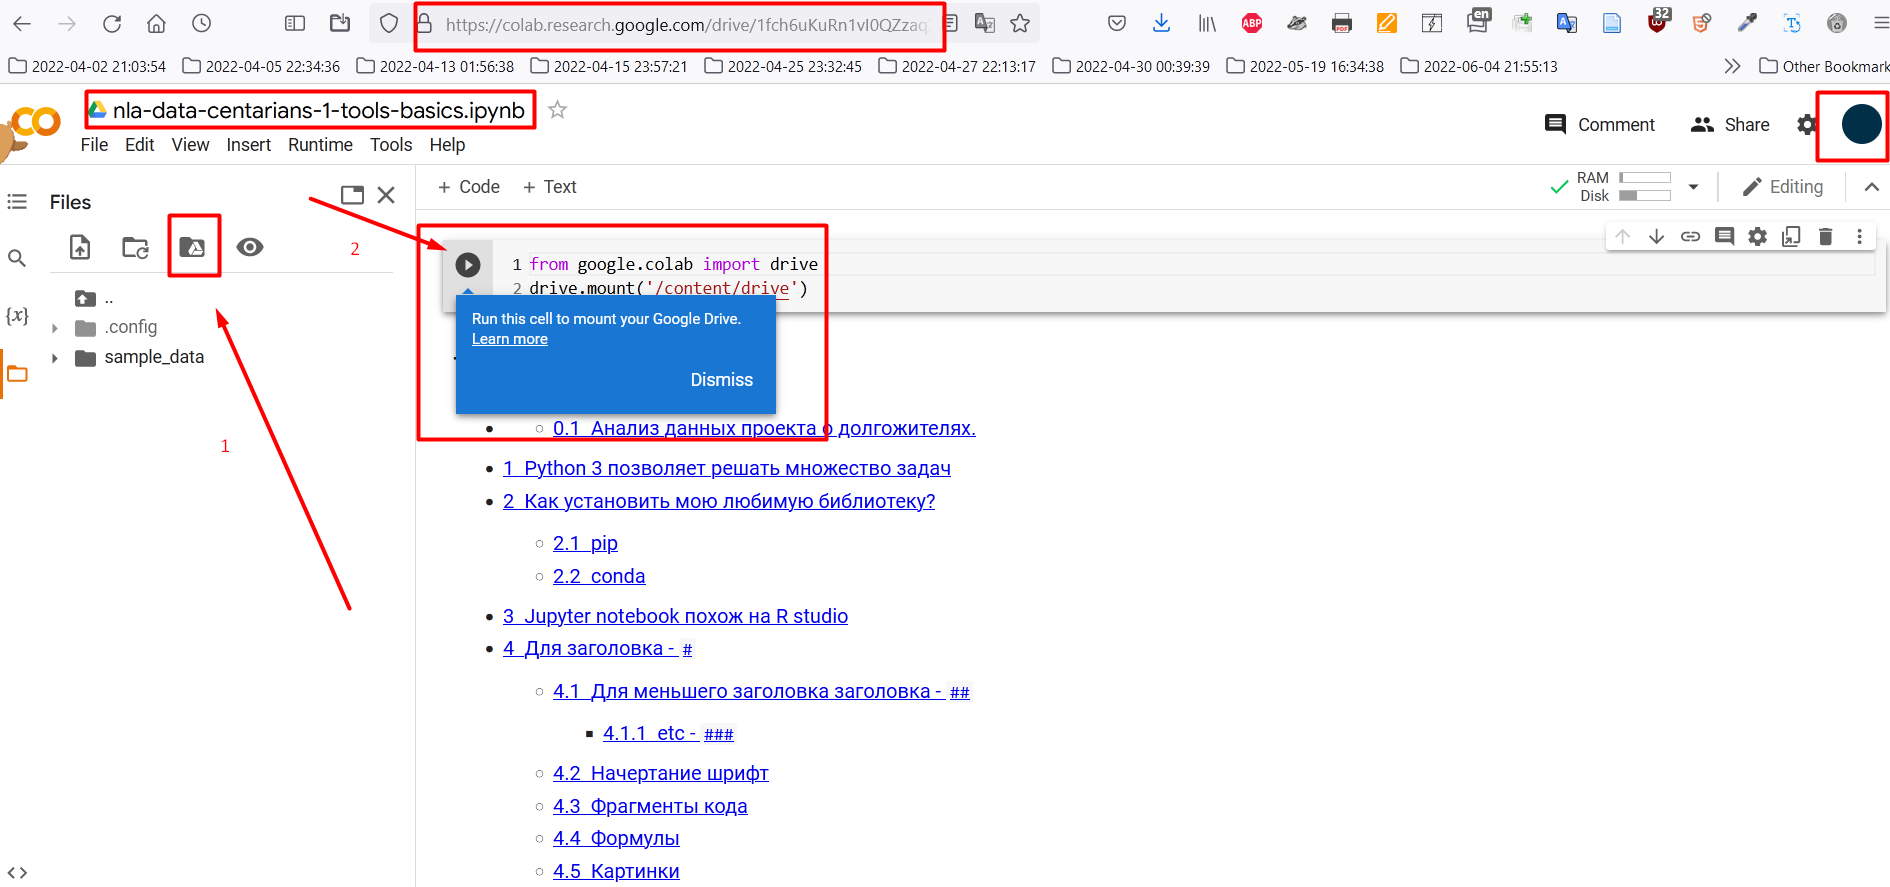 https://colab.research.google.com/drive/1fch6uKuRn1vI0QZzaq
en
ABP
PDF
32
2022-04-02 21:03:54
2022-04-05 22:34:36
2022-04-13 01:56:38
2022-04-15 23:57:21
2022-04-25 23:32:45
2022-04-27 22:13:17
2022-04-30 00:39:39
2022-05-19 16:34:38
2022-06-04 21:55:13
Other Bookmark
CO
nla-data-centarians-1-tools-basics.ipynb
File Edit View Insert Runtime Tools Help
Comment
Share
Files
+ Code + Text
RAM
Disk
Editing
2
..
.config
sample_data
{x}
1
1 from google.colab import drive
2 drive.mount('/content/drive')
Run this cell to mount your Google Drive.
Learn more
Dismiss
0.1 Анализ данных проекта о долгожителях.
1 Python 3 позволяет решать множество задач
2 Как установить мою любимую библиотеку?
2.1 pip
2.2 conda
3 Jupyter notebook похож на R studio
4 Для заголовка - #
4.1 Для меньшего заголовка заголовка - ##
4.1.1 etc - ###
4.2 Начертание шрифт
4.3 Фрагменты кода
4.4 Формулы
4.5 Картинки